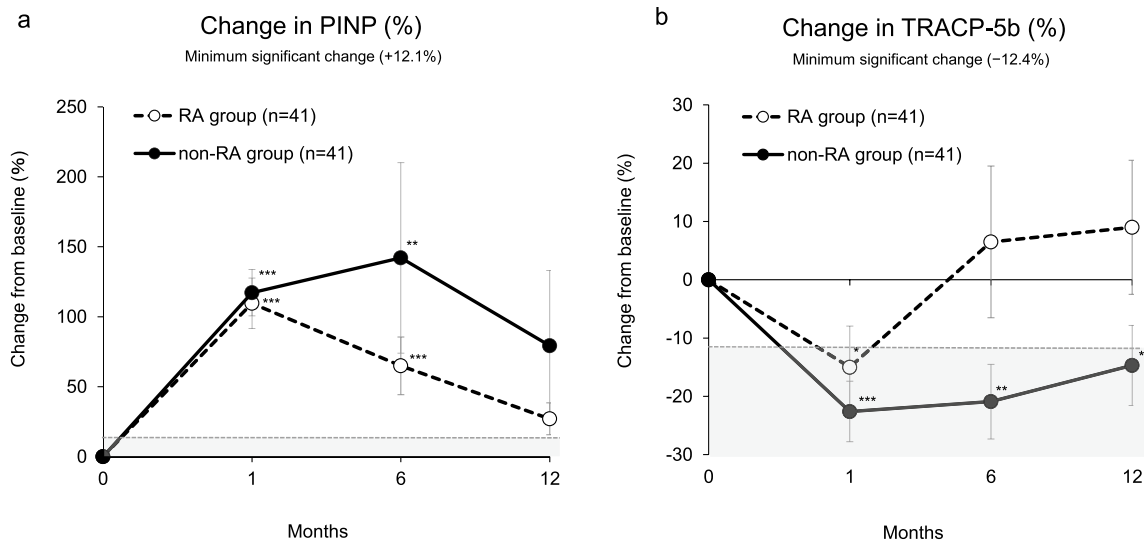 a
Change in PINP (%)
Minimum significant change (+12.1%)
Change from baseline (%)
250
200
150
100
50
0
RA group (n=41)
non-RA group (n=41)
***
***
**
***
0
1
6
12
Months
b
Change in TRACP-5b (%)
Minimum significant change (−12.4%)
Change from baseline (%)
30
20
10
0
-10
-20
-30
RA group (n=41)
non-RA group (n=41)
*
***
**
*
0
1
6
12
Months